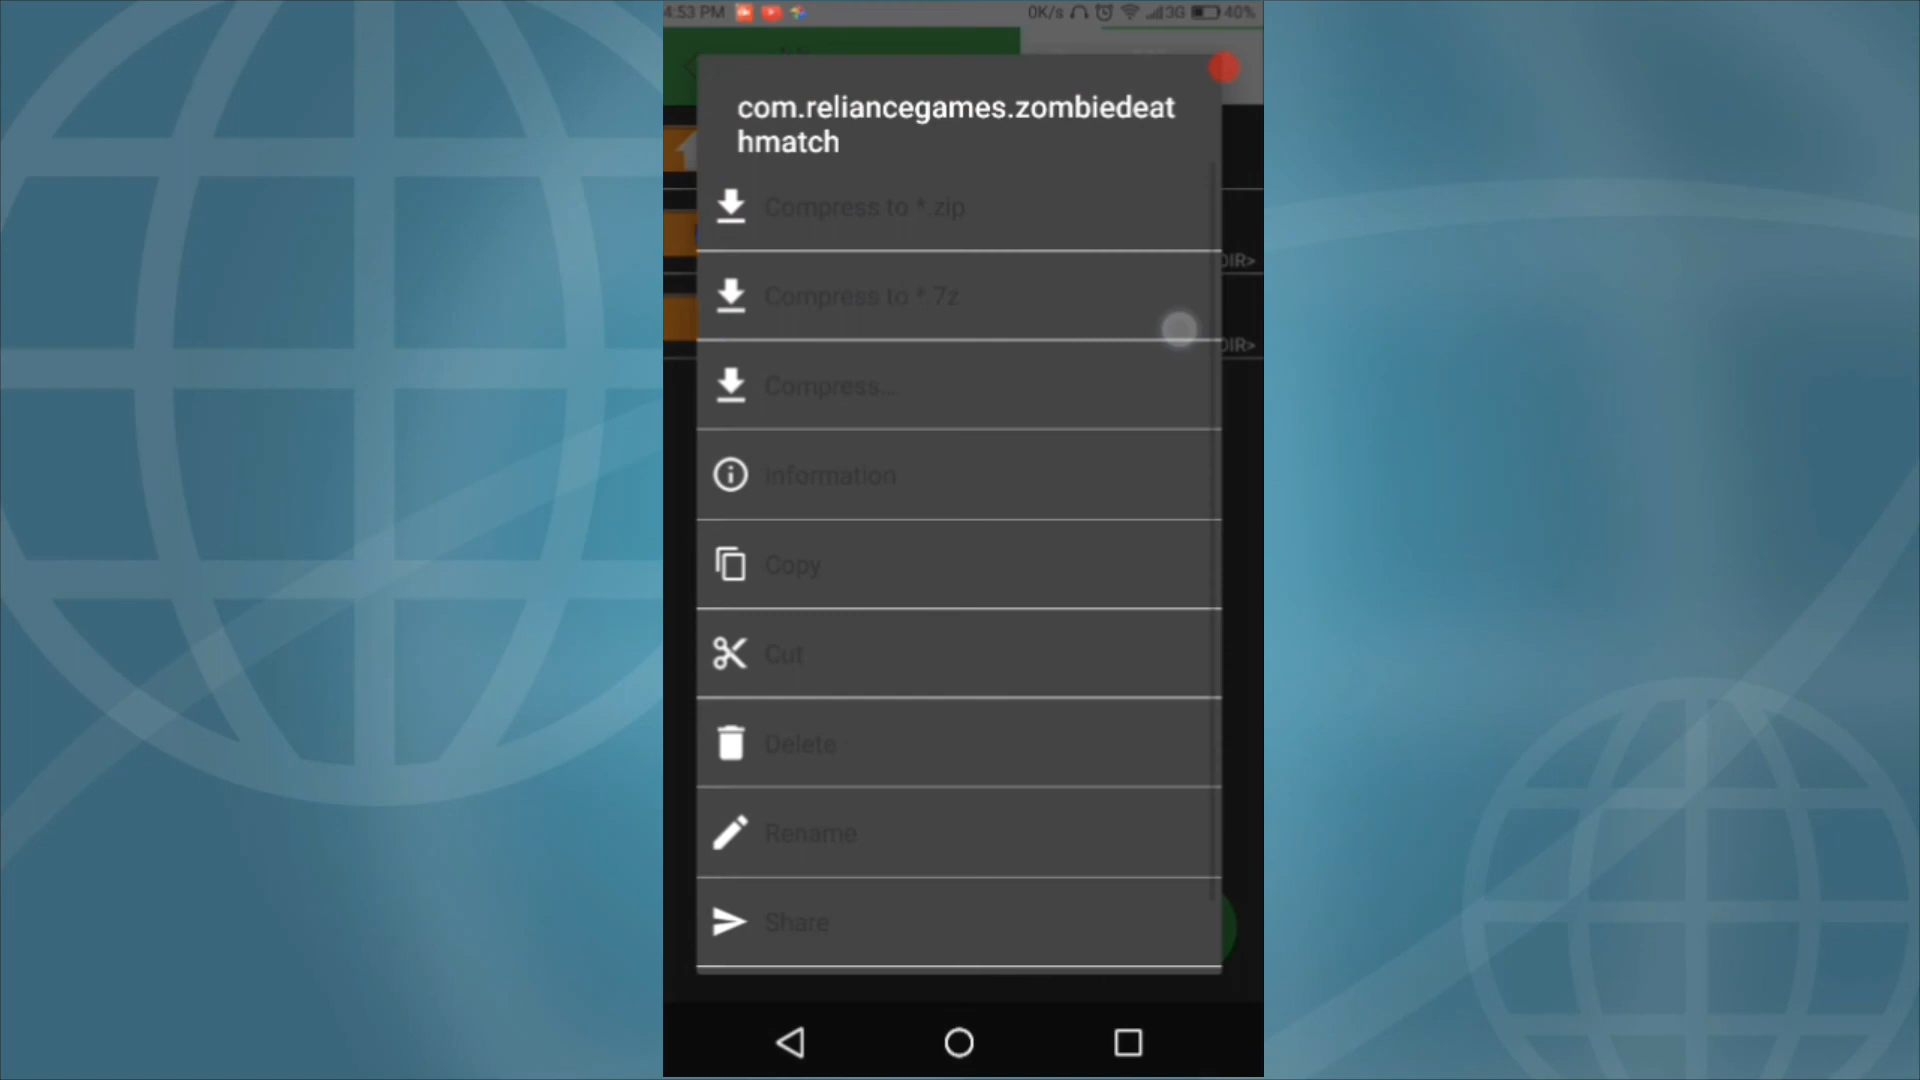 4:53 PM
0K/s 3G 40%
com.reliancegames.zombiedeat
hmatch
Compress to *.zip
Compress to *.7z
DIR>
Compress...
DIR>
Information
Copy
Cut
Delete
Rename
Share